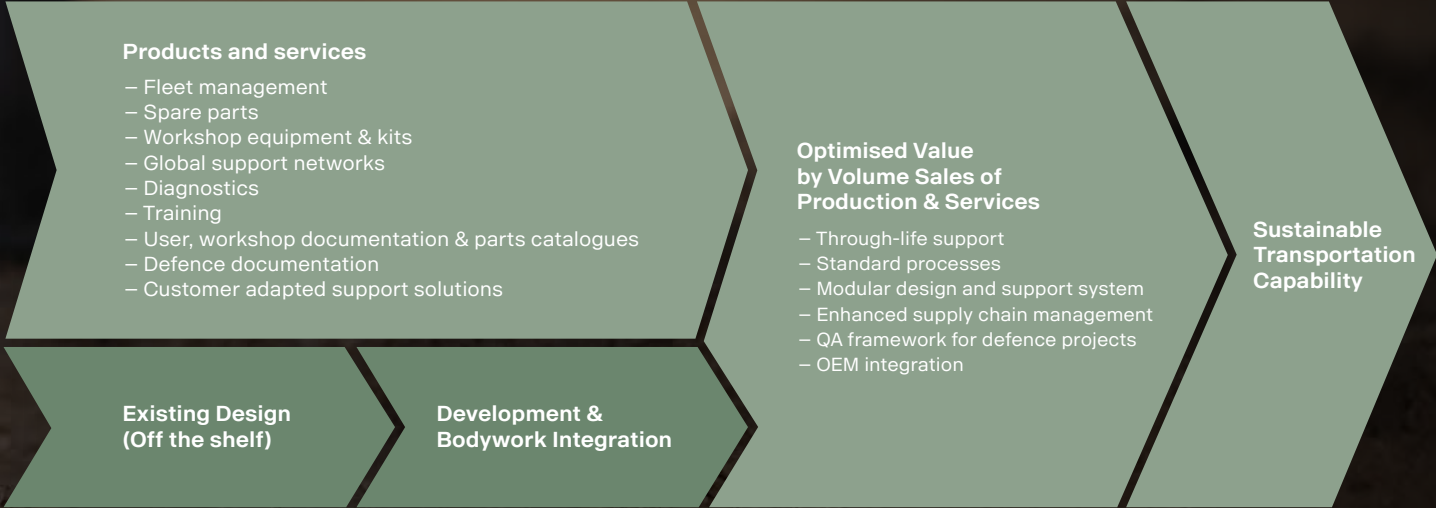 Products and services
– Fleet management
– Spare parts
– Workshop equipment & kits
– Global support networks
– Diagnostics
– Training
– User, workshop documentation & parts catalogues
– Defence documentation
– Customer adapted support solutions
Existing Design
(Off the shelf)
Development &
Bodywork Integration
Optimised Value
by Volume Sales of
Production & Services
– Through-life support
– Standard processes
– Modular design and support system
– Enhanced supply chain management
– QA framework for defence projects
– OEM integration
Sustainable
Transportation
Capability